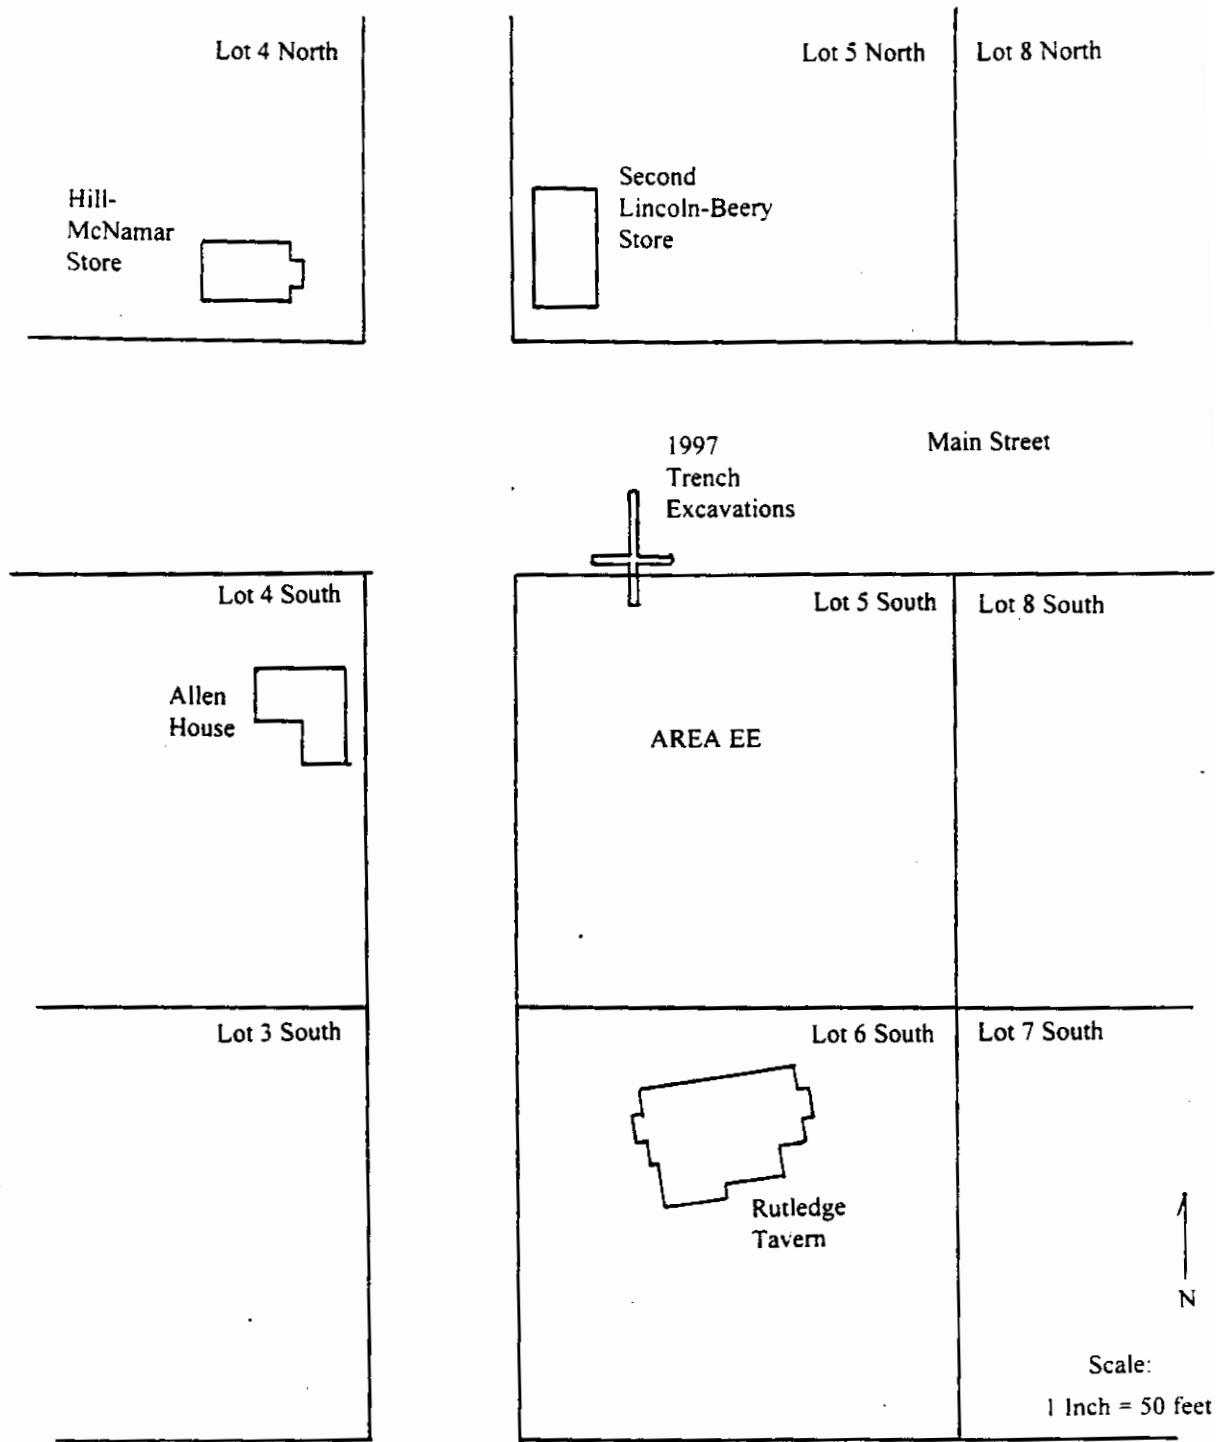 Lot 4 North
Lot 5 North
Lot 8 North
Hill-
McNamar
Store
Second
Lincoln-Beery
Store
1997
Trench
Excavations
Main Street
Lot 4 South
Lot 5 South
Lot 8 South
Allen
House
AREA EE
Lot 3 South
Lot 6 South
Lot 7 South
Rutledge
Tavern
N
Scale:
1 Inch = 50 feet